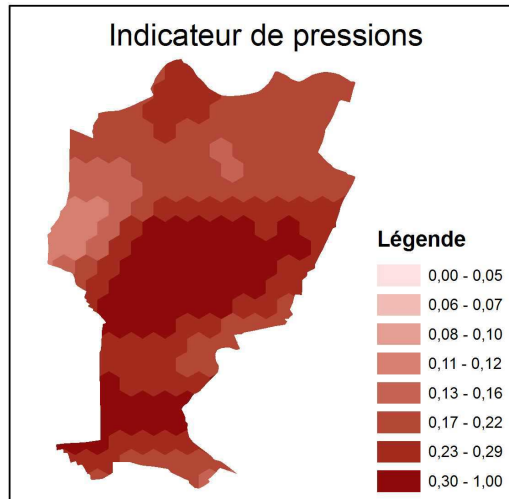 Indicateur de pressions
Légende
0,00 - 0,05
0,06 - 0,07
0,08 - 0,10
0,11 - 0,12
0,13 - 0,16
0,17 - 0,22
0,23 - 0,29
0,30 - 1,00